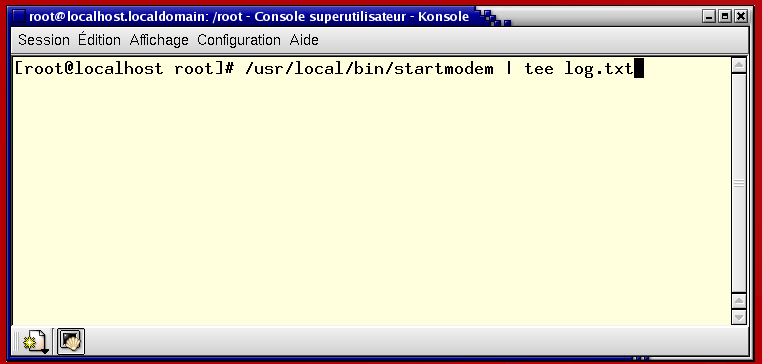 root@localhost.localdomain: /root - Console superutilisateur - Konsole
Session Édition Affichage Configuration Aide
[root@localhost root]# /usr/local/bin/startmodem | tee log.txt